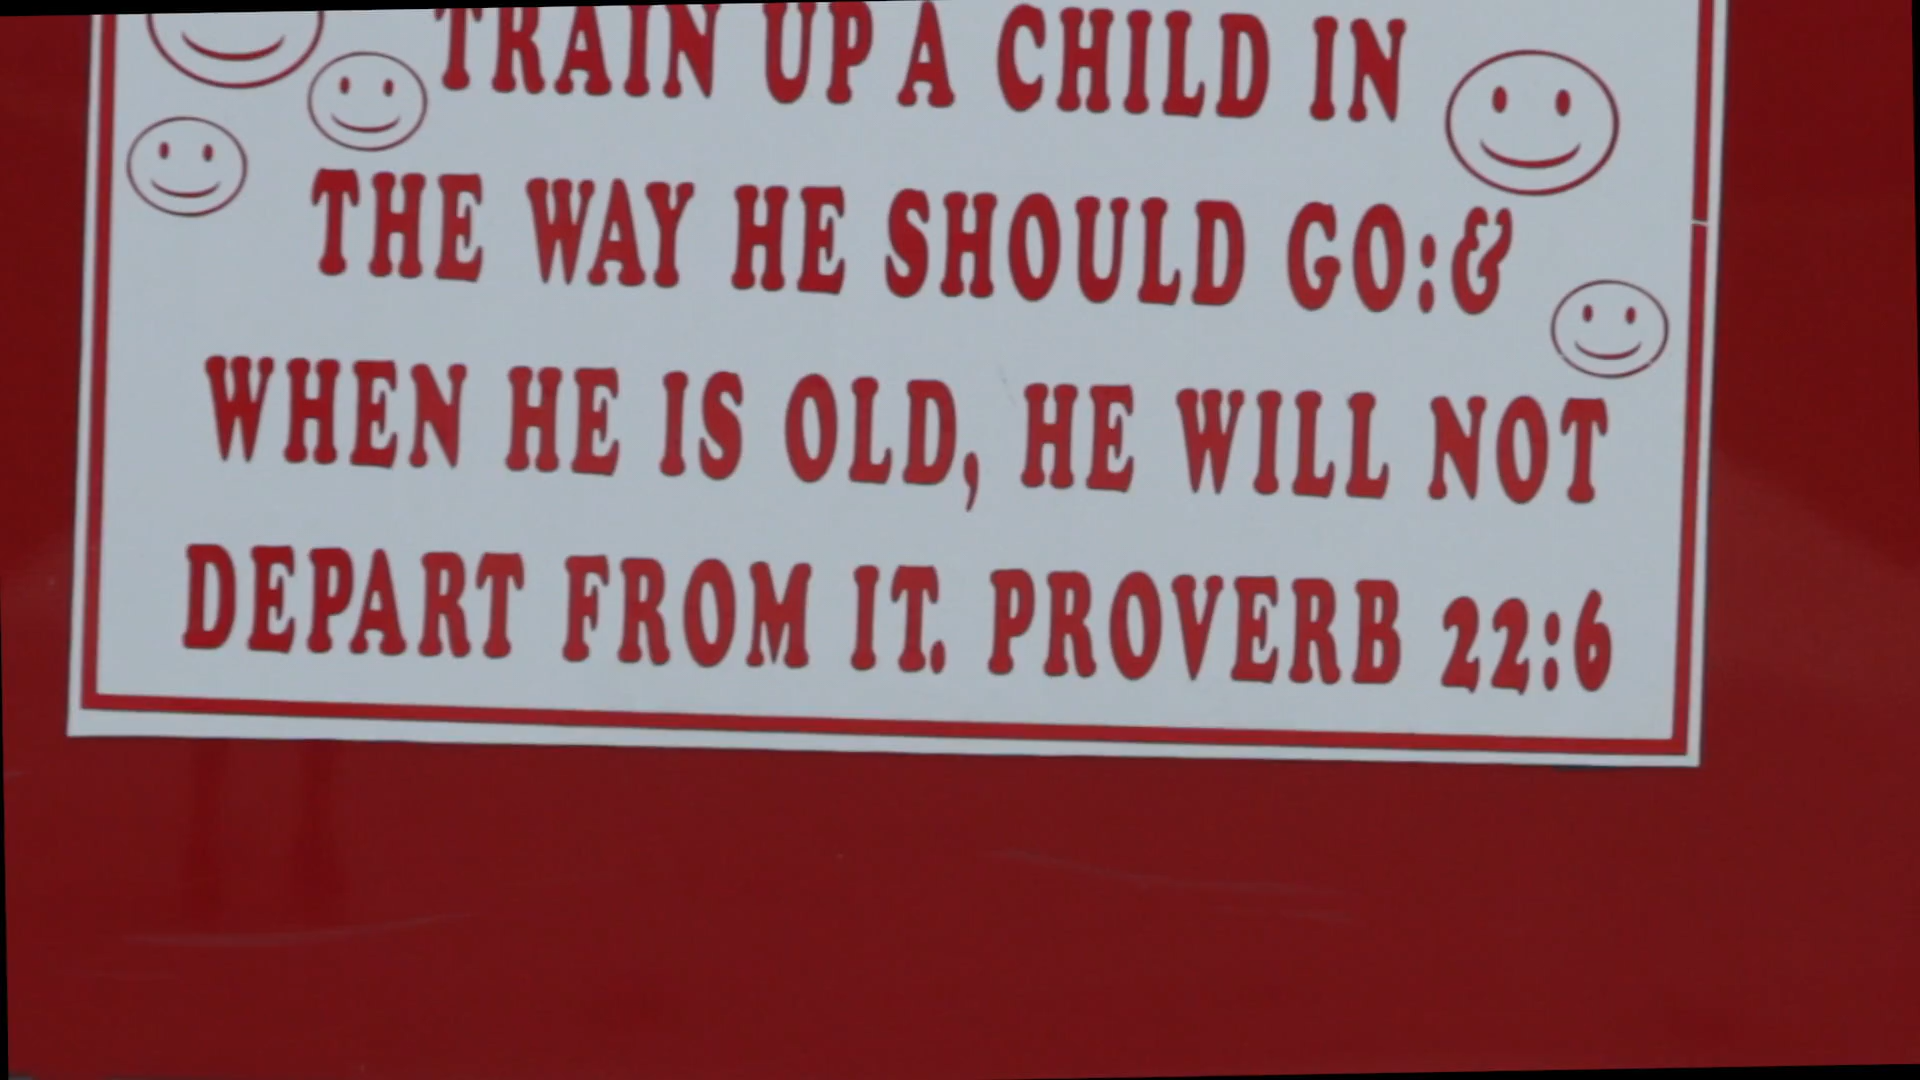 TRAIN UP A CHILD IN
THE WAY HE SHOULD GO:&
WHEN HE IS OLD, HE WILL NOT
DEPART FROM IT. PROVERB 22:6